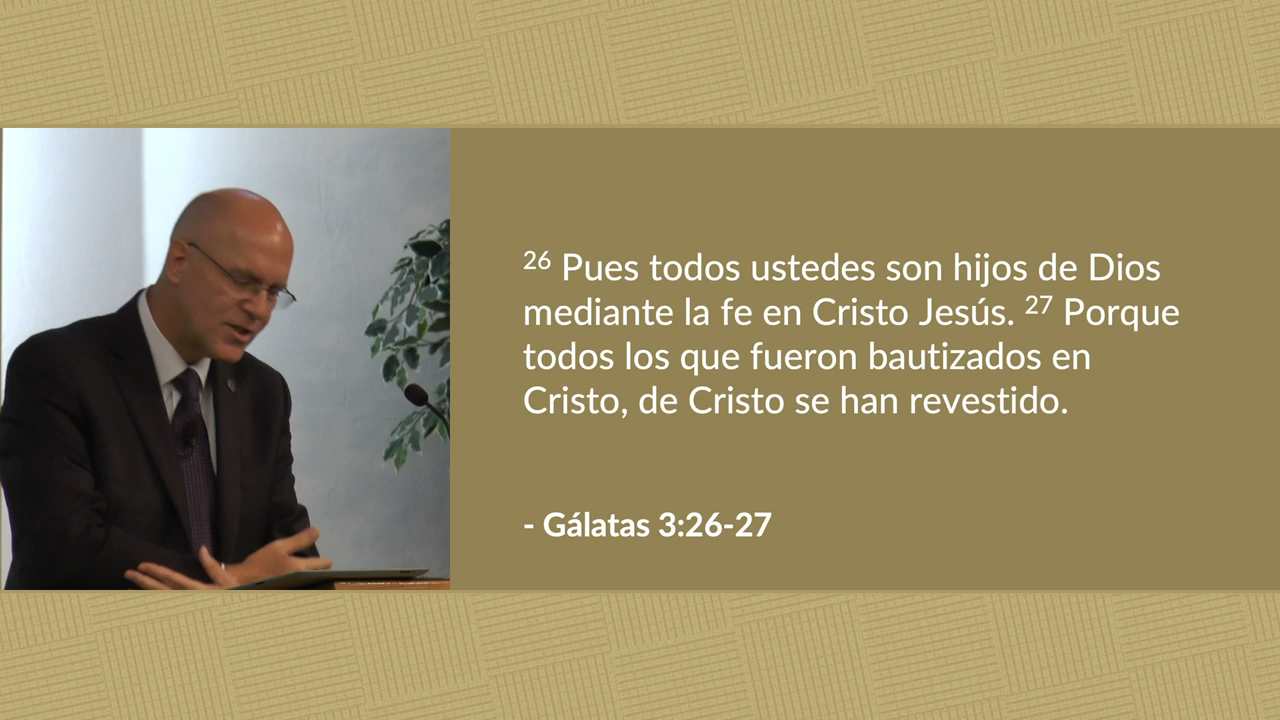 26 Pues todos ustedes son hijos de Dios
mediante la fe en Cristo Jesús. 27 Porque
todos los que fueron bautizados en
Cristo, de Cristo se han revestido.
- Gálatas 3:26-27